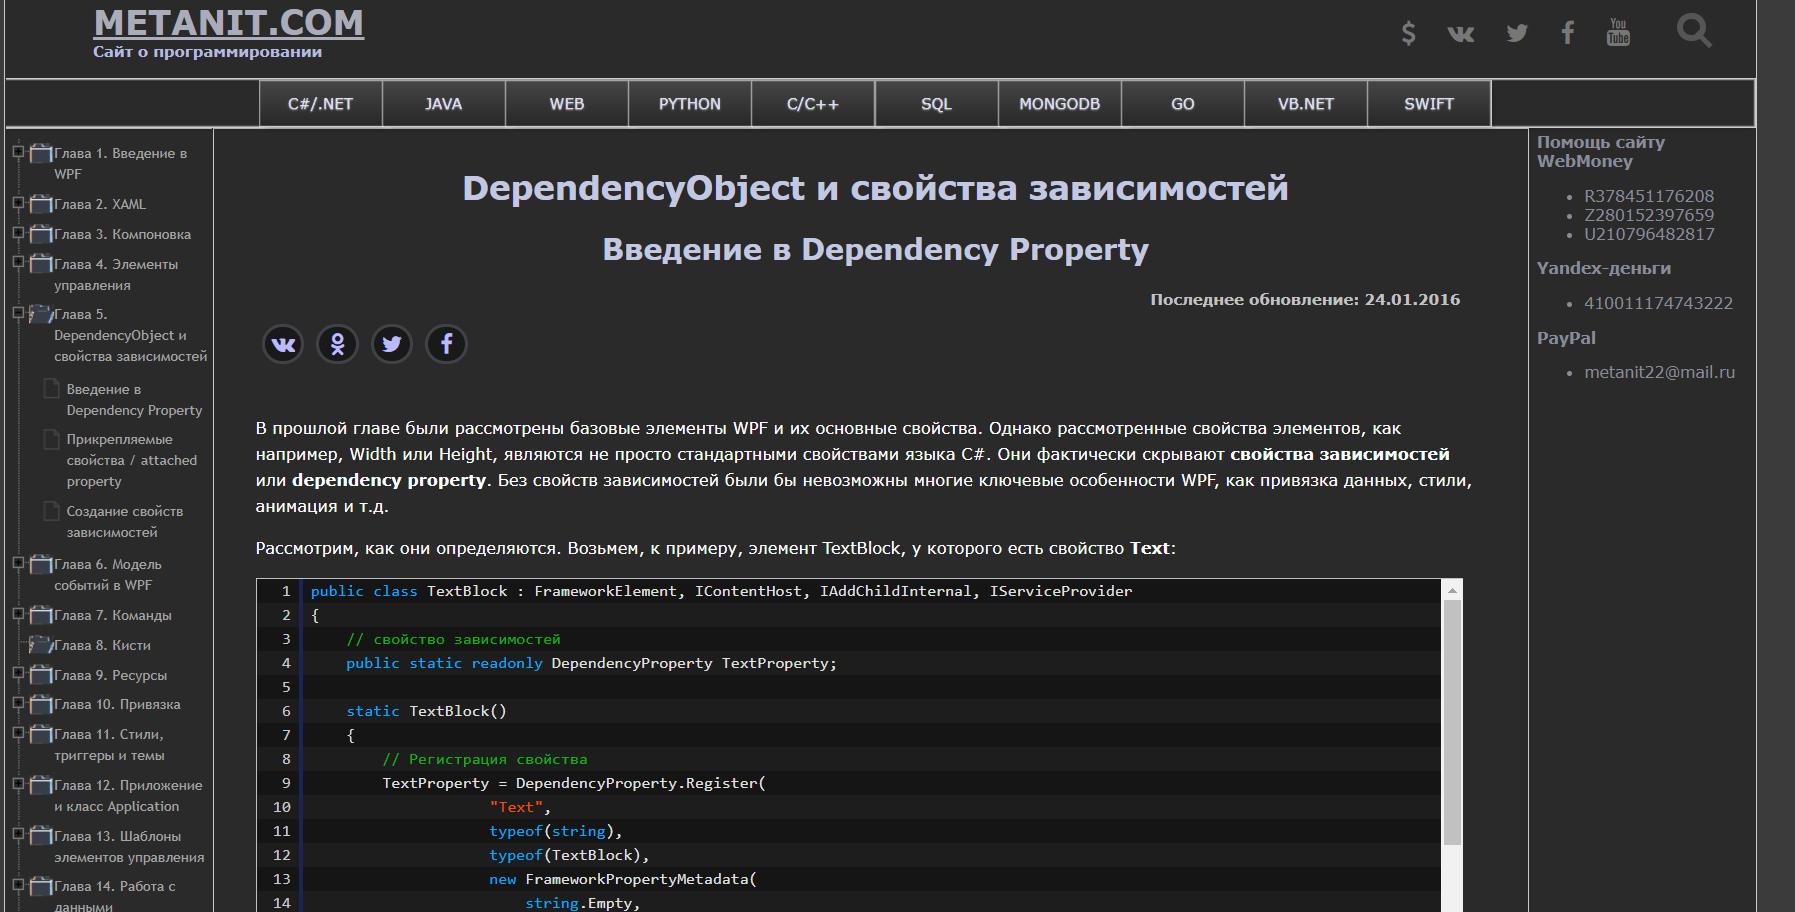 METANIT.COM
Сайт о программировании
You
Tube
C#/.NET
JAVA
WEB
PYTHON
C/C++
SQL
MONGODB
GO
VB.NET
SWIFT
Глава 1. Введение в
WPF
Глава 2. XAML
Глава 3. Компоновка
Глава 4. Элементы
управления
Глава 5.
DependencyObject и
свойства зависимостей
Введение в
Dependency Property
Прикрепляемые
свойства / attached
property
Создание свойств
зависимостей
Глава 6. Модель
событий в WPF
Глава 7. Команды
Глава 8. Кисти
Глава 9. Ресурсы
Глава 10. Привязка
Глава 11. Стили,
триггеры и темы
Глава 12. Приложение
и класс Application
Глава 13. Шаблоны
элементов управления
Глава 14. Работа с
данными
DependencyObject и свойства зависимостей
Введение в Dependency Property
Последнее обновление: 24.01.2016
В прошлой главе были рассмотрены базовые элементы WPF и их основные свойства. Однако рассмотренные свойства элементов, как
например, Width или Height, являются не просто стандартными свойствами языка C#. Они фактически скрывают свойства зависимостей
или dependency property. Без свойств зависимостей были бы невозможны многие ключевые особенности WPF, как привязка данных, стили,
анимация и т.д.
Рассмотрим, как они определяются. Возьмем, к примеру, элемент TextBlock, у которого есть свойство Text:
1 public class TextBlock : FrameworkElement, IContentHost, IAddChildInternal, IServiceProvider
2 {
3 // свойство зависимостей
4 public static readonly DependencyProperty TextProperty;
5
6 static TextBlock()
7 {
8 // Регистрация свойства
9 TextProperty = DependencyProperty.Register(
10 "Text",
11 typeof(string),
12 typeof(TextBlock),
13 new FrameworkPropertyMetadata(
14 string.Empty,
Помощь сайту
WebMoney
R378451176208
Z280152397659
U210796482817
Yandex-деньги
410011174743222
PayPal
metanit22@mail.ru